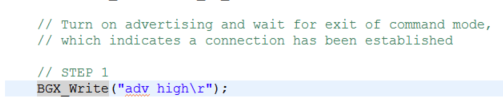 // Turn on advertising and wait for exit of command mode,
// which indicates a connection has been established
// STEP 1
BGX_Write("adv high\r");